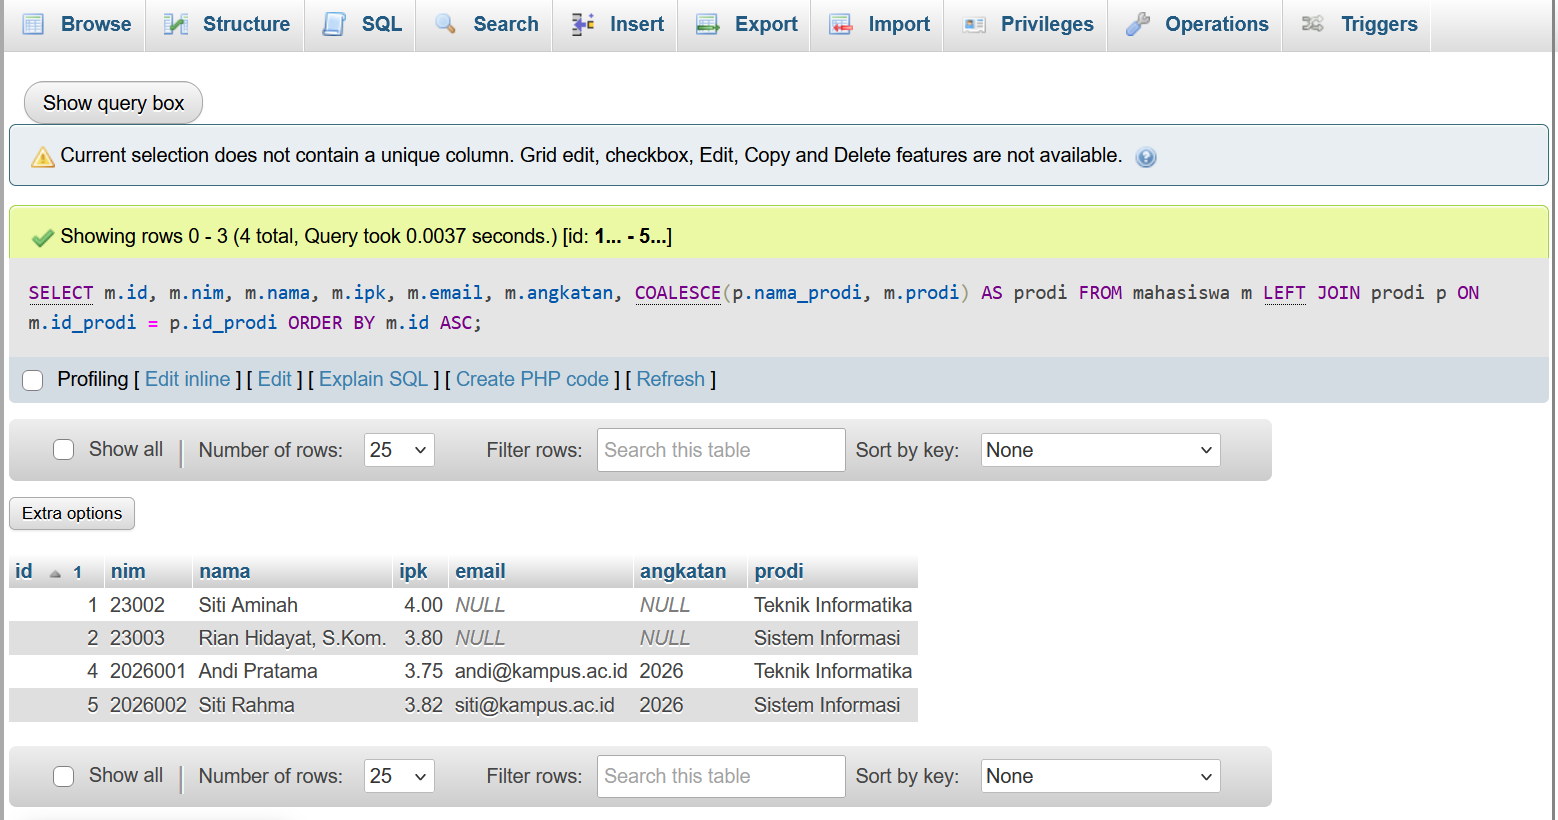 Browse Structure SQL Search Insert Export Import Privileges Operations Triggers
Show query box
Current selection does not contain a unique column. Grid edit, checkbox, Edit, Copy and Delete features are not available.
Showing rows 0 - 3 (4 total, Query took 0.0037 seconds.) [id: 1... - 5...]
SELECT m.id, m.nim, m.nama, m.ipk, m.email, m.angkatan, COALESCE(p.nama_prodi, m.prodi) AS prodi FROM mahasiswa m LEFT JOIN prodi p ON
m.id_prodi = p.id_prodi ORDER BY m.id ASC;
Profiling [ Edit inline ] [ Edit ] [ Explain SQL ] [ Create PHP code ] [ Refresh ]
Show all Number of rows: 25 Filter rows: Search this table Sort by key: None
Extra options
id 1 nim nama ipk email angkatan prodi
1 23002 Siti Aminah 4.00 NULL NULL Teknik Informatika
2 23003 Rian Hidayat, S.Kom. 3.80 NULL NULL Sistem Informasi
4 2026001 Andi Pratama 3.75 andi@kampus.ac.id 2026 Teknik Informatika
5 2026002 Siti Rahma 3.82 siti@kampus.ac.id 2026 Sistem Informasi
Show all Number of rows: 25 Filter rows: Search this table Sort by key: None